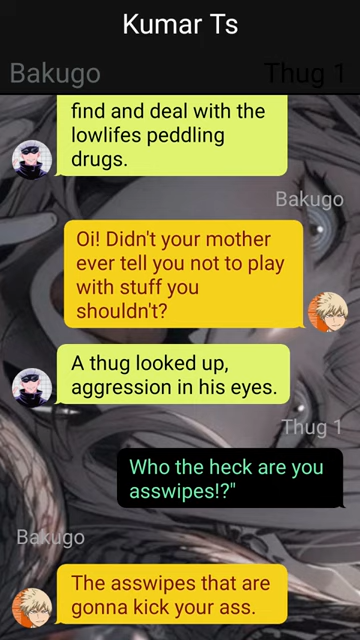 Kumar Ts
Bakugo
Thug 1
find and deal with the
lowlifes peddling
drugs.
Bakugo
Oi! Didn't your mother
ever tell you not to play
with stuff you
shouldn't?
A thug looked up,
aggression in his eyes.
Thug 1
Who the heck are you
asswipes!?"
Bakugo
The asswipes that are
gonna kick your ass.